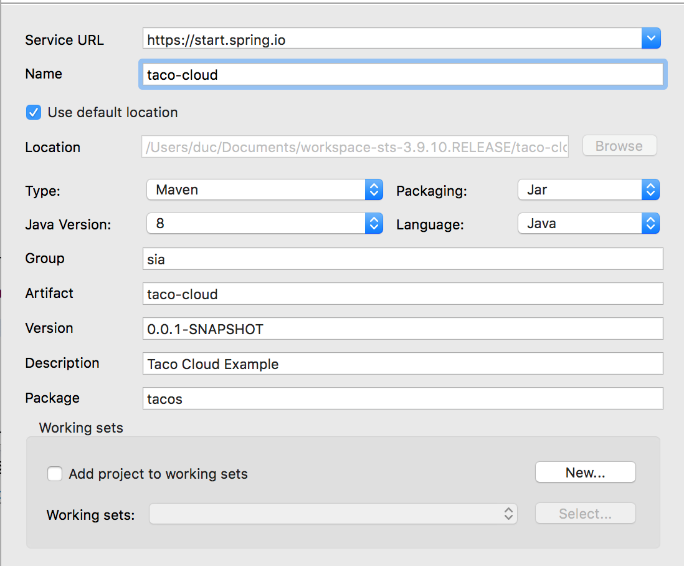 Service URL https://start.spring.io
Name taco-cloud
Use default location
Location /Users/duc/Documents/workspace-sts-3.9.10.RELEASE/taco-clo Browse
Type: Maven Packaging: Jar
Java Version: 8 Language: Java
Group sia
Artifact taco-cloud
Version 0.0.1-SNAPSHOT
Description Taco Cloud Example
Package tacos
Working sets
Add project to working sets New...
Working sets: Select...